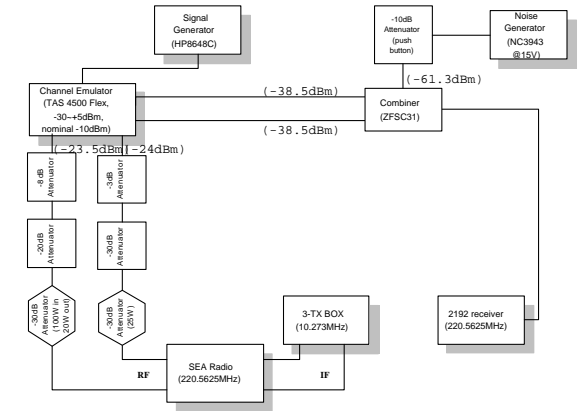 Signal
Generator
(HP8648C)
-10dB
Attenuator
(push
button)
Noise
Generator
(NC3943
@15V)
(-61.3dBm)
Channel Emulator
(TAS 4500 Flex,
-30~+5dBm,
nominal -10dBm)
(-38.5dBm)
(-38.5dBm)
Combiner
(ZFSC31)
(-23.5dBm)
(-24dBm)
-8dB
Attenuator
-3dB
Attenuator
-20dB
Attenuator
-30dB
Attenuator
-30dB
Attenuator
(100W in
20W out)
-30dB
Attenuator
(25W)
3-TX BOX
(10.273MHz)
2192 receiver
(220.5625MHz)
SEA Radio
(220.5625MHz)
RF
IF